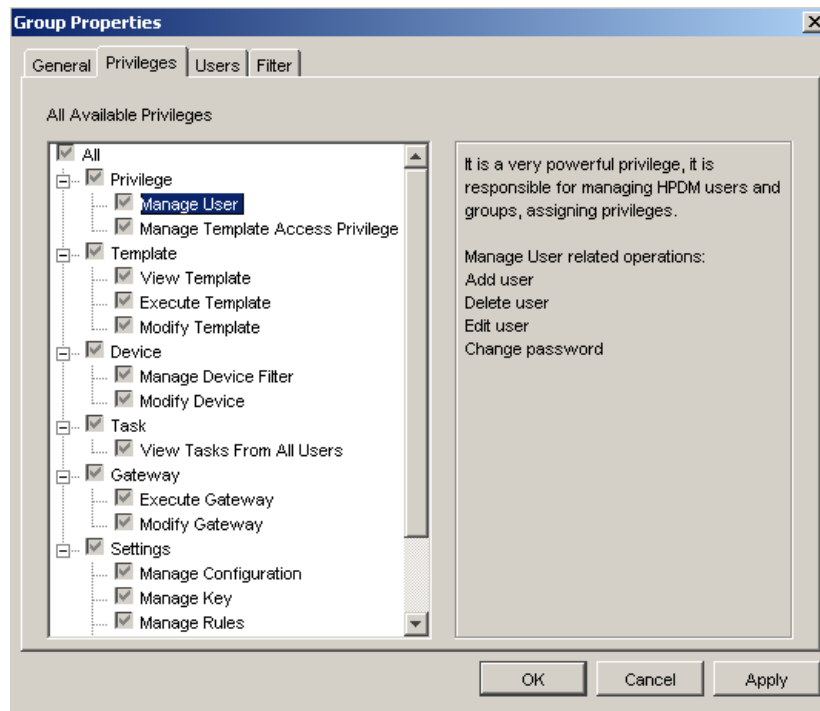 Group Properties
General Privileges Users Filter
All Available Privileges
All
Privilege
Manage User
Manage Template Access Privilege
Template
View Template
Execute Template
Modify Template
Device
Manage Device Filter
Modify Device
Task
View Tasks From All Users
Gateway
Execute Gateway
Modify Gateway
Settings
Manage Configuration
Manage Key
Manage Rules
It is a very powerful privilege, it is
responsible for managing HPDM users and
groups, assigning privileges.
Manage User related operations:
Add user
Delete user
Edit user
Change password
OK Cancel Apply